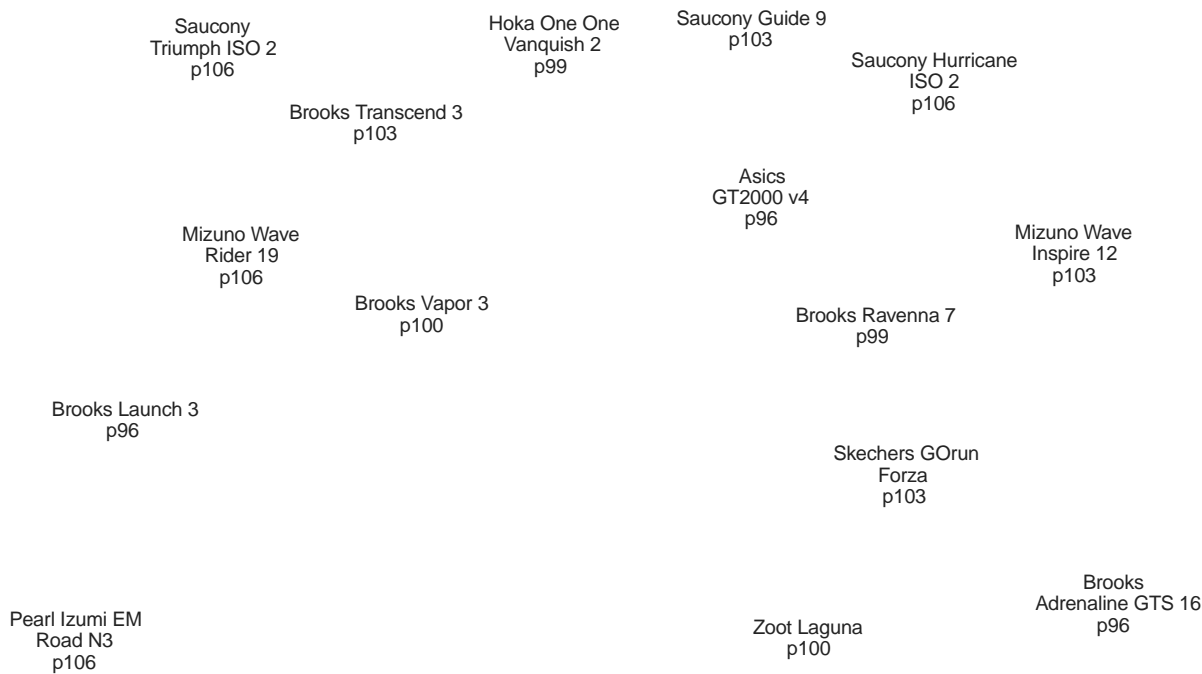 Saucony
Triumph ISO 2
p106
Hoka One One
Vanquish 2
p99
Saucony Guide 9
p103
Saucony Hurricane
ISO 2
p106
Brooks Transcend 3
p103
Asics
GT2000 v4
p96
Mizuno Wave
Rider 19
p106
Mizuno Wave
Inspire 12
p103
Brooks Vapor 3
p100
Brooks Ravenna 7
p99
Brooks Launch 3
p96
Skechers GOrun
Forza
p103
Brooks
Adrenaline GTS 16
p96
Pearl Izumi EM
Road N3
p106
Zoot Laguna
p100